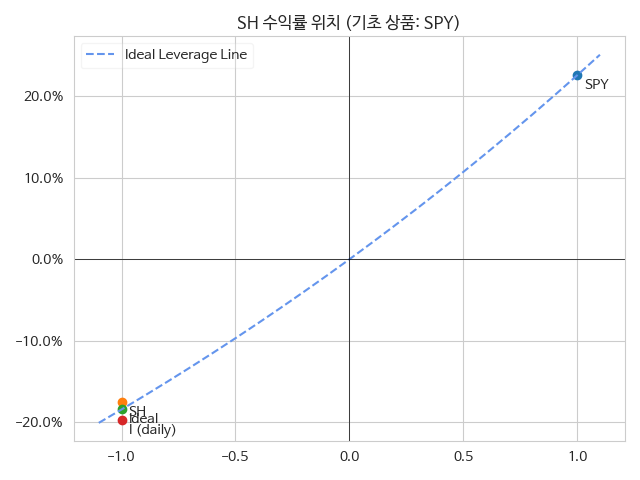 SH 수익률 위치 (기초 상품: SPY)
Ideal Leverage Line
20.0%
10.0%
0.0%
−10.0%
−20.0%
SPY
SH
Ideal
I (daily)
−1.0
−0.5
0.0
0.5
1.0